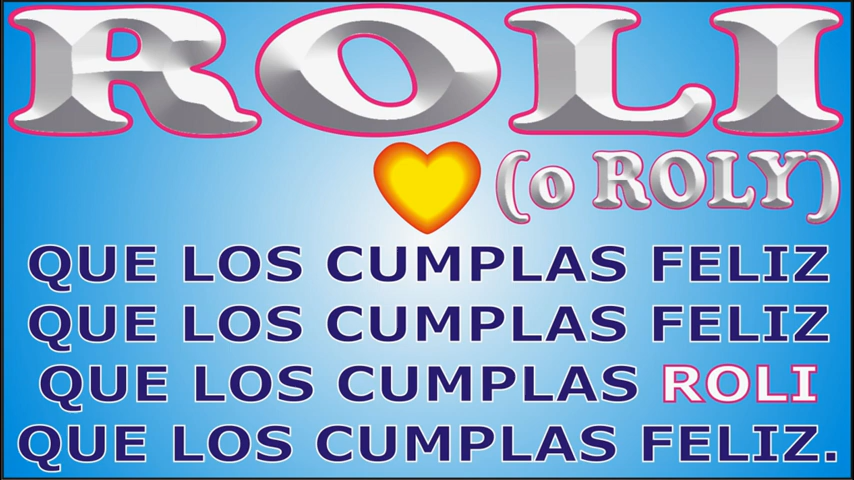 ROLI
(o ROLY)
QUE LOS CUMPLAS FELIZ
QUE LOS CUMPLAS FELIZ
QUE LOS CUMPLAS ROLI
QUE LOS CUMPLAS FELIZ.